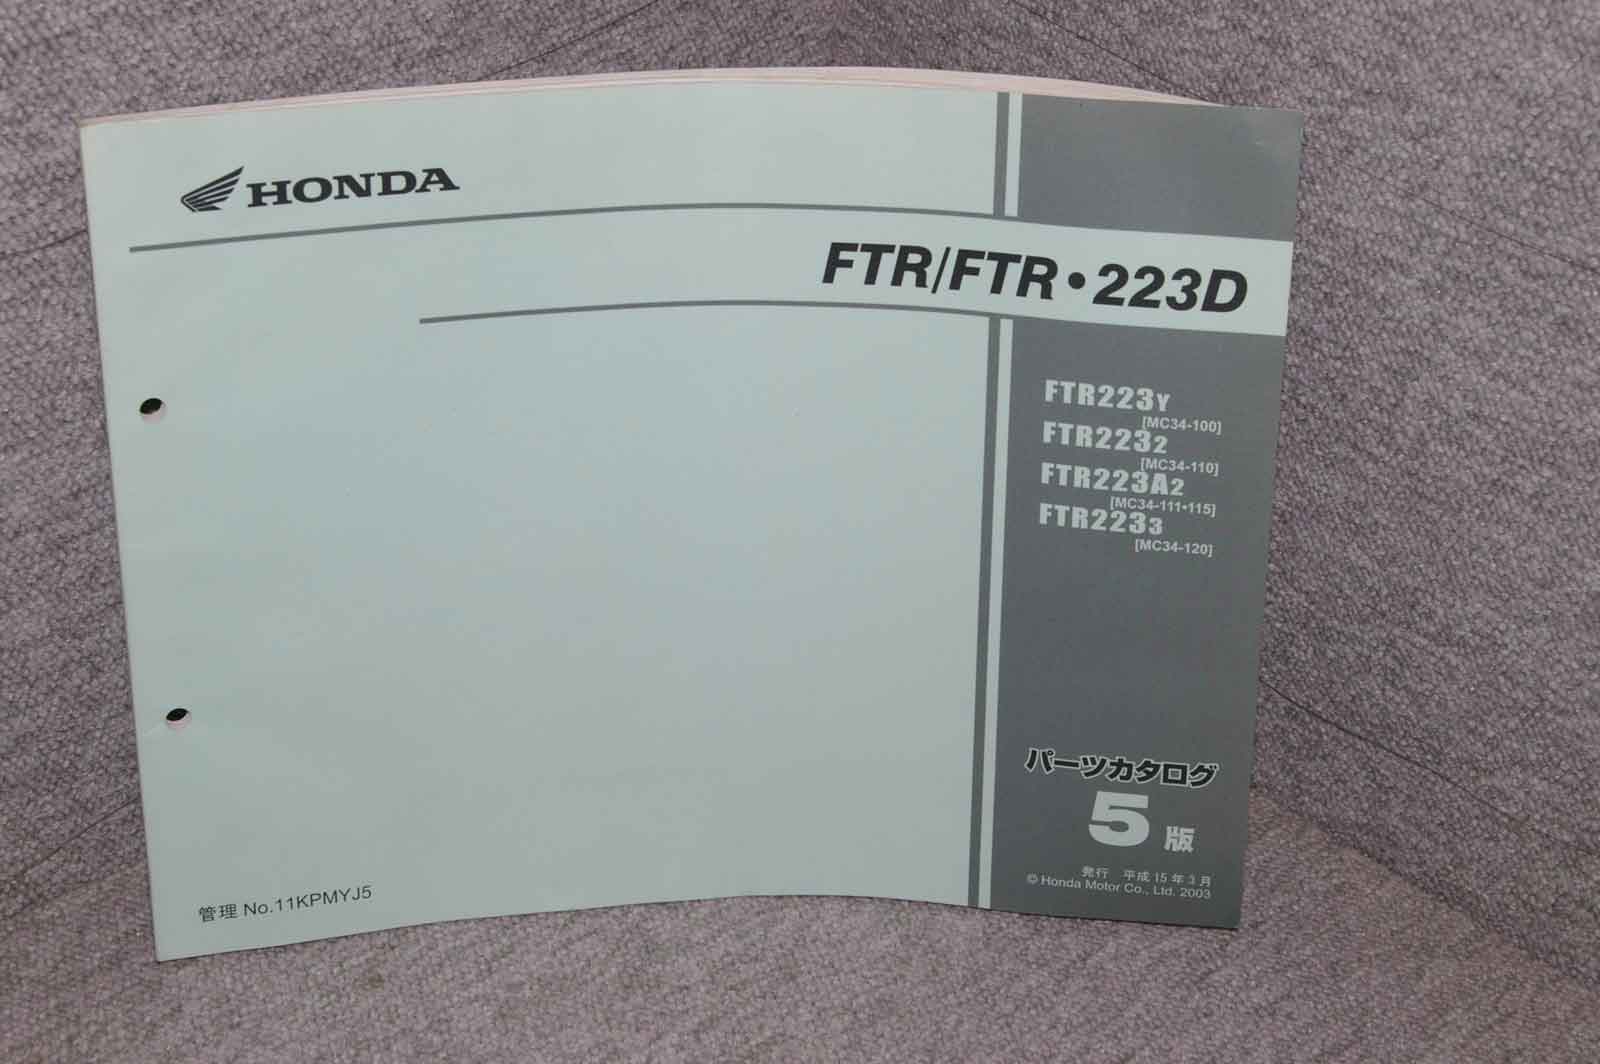 HONDA
FTR/FTR・223D
FTR223Y
[MC34-100]
FTR2232
[MC34-110]
FTR223A2
[MC34-111•115]
FTR2233
[MC34-120]
パーツカタログ
5版
発行 平成15年3月
© Honda Motor Co., Ltd. 2003
管理 No.11KPMYJ5